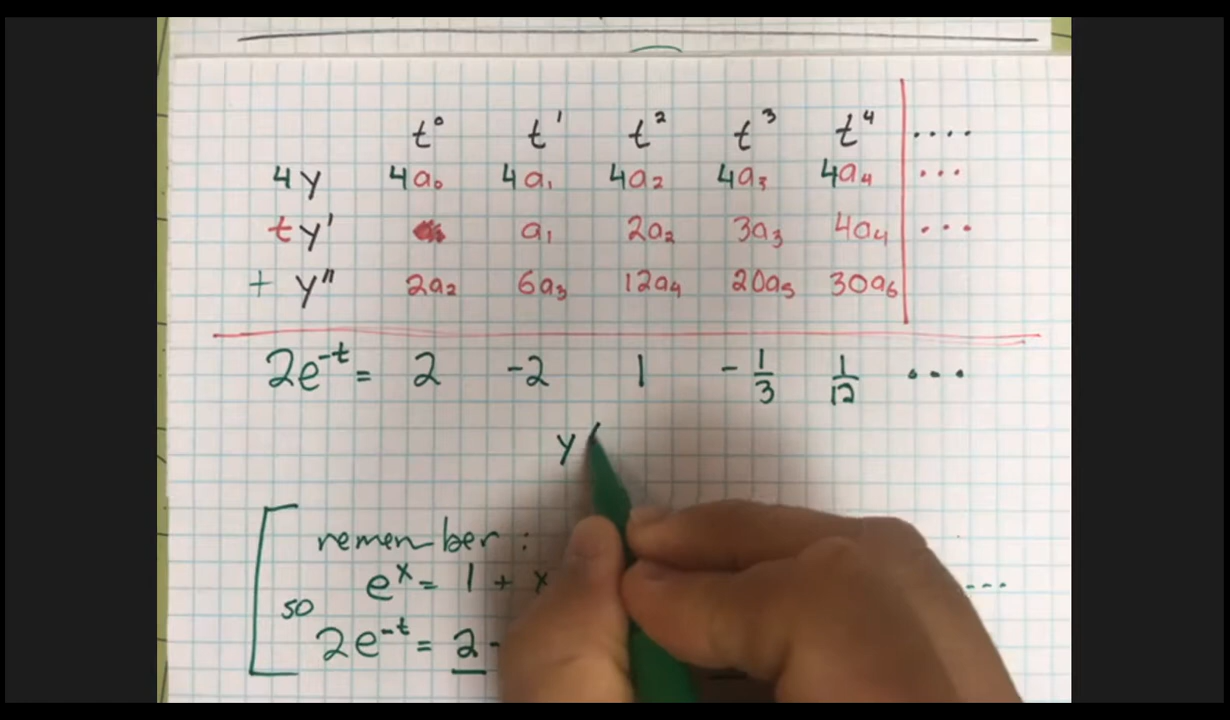 t⁰ t¹ t² t³ t⁴ ....
4y 4a₀ 4a₁ 4a₂ 4a₃ 4a₄ ...
ty' a₁ 2a₂ 3a₃ 4a₄ ...
+ y" 2a₂ 6a₃ 12a₄ 20a₅ 30a₆
2e⁻ᵗ = 2 -2 1 -1/3 1/12 ...
y (
remember :
eˣ = 1 + x ...
so
2e⁻ᵗ = 2 -